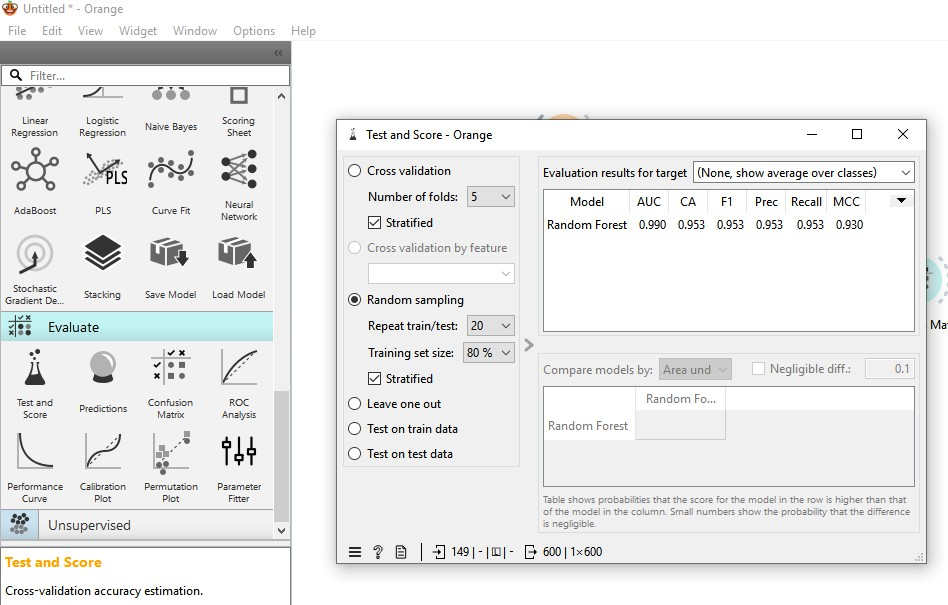 Untitled * - Orange
File Edit View Widget Window Options Help
Filter...
Linear Regression
Logistic Regression
Naive Bayes
Scoring Sheet
AdaBoost
PLS
PLS
Curve Fit
Neural Network
Stochastic Gradient De...
Stacking
Save Model
Load Model
Evaluate
Test and Score
Predictions
Confusion Matrix
ROC Analysis
Performance Curve
Calibration Plot
Permutation Plot
Parameter Fitter
Unsupervised
Test and Score
Cross-validation accuracy estimation.
Test and Score - Orange
Cross validation
Number of folds: 5
Stratified
Cross validation by feature
Random sampling
Repeat train/test: 20
Training set size: 80 %
Stratified
Leave one out
Test on train data
Test on test data
Evaluation results for target (None, show average over classes)
Model AUC CA F1 Prec Recall MCC
Random Forest 0.990 0.953 0.953 0.953 0.953 0.930
Compare models by: Area und Negligible diff.: 0.1
Random Fo...
Random Forest
Table shows probabilities that the score for the model in the row is higher than that
of the model in the column. Small numbers show the probability that the difference
is negligible.
149 | - | - 600 | 1×600
Ma